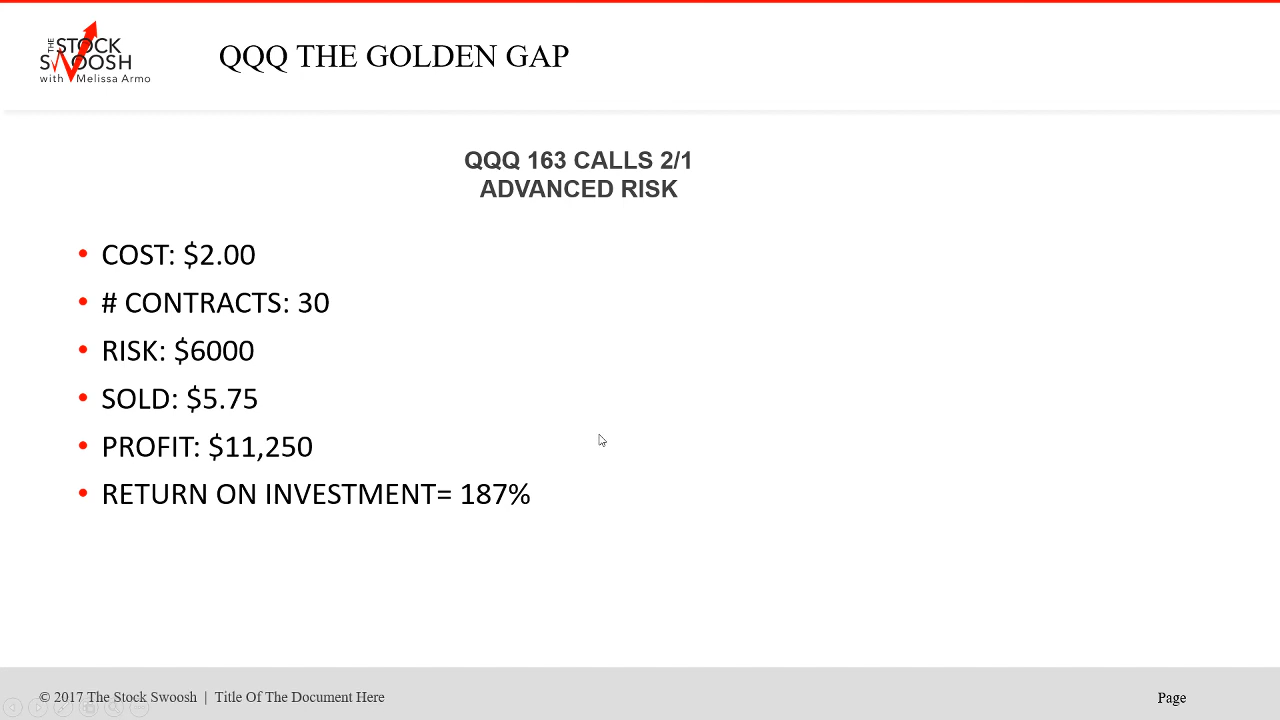 THE
STOCK
SWOOSH
with Melissa Armo
QQQ THE GOLDEN GAP
QQQ 163 CALLS 2/1
ADVANCED RISK
• COST: $2.00
• # CONTRACTS: 30
• RISK: $6000
• SOLD: $5.75
• PROFIT: $11,250
• RETURN ON INVESTMENT= 187%
© 2017 The Stock Swoosh | Title Of The Document Here
Page